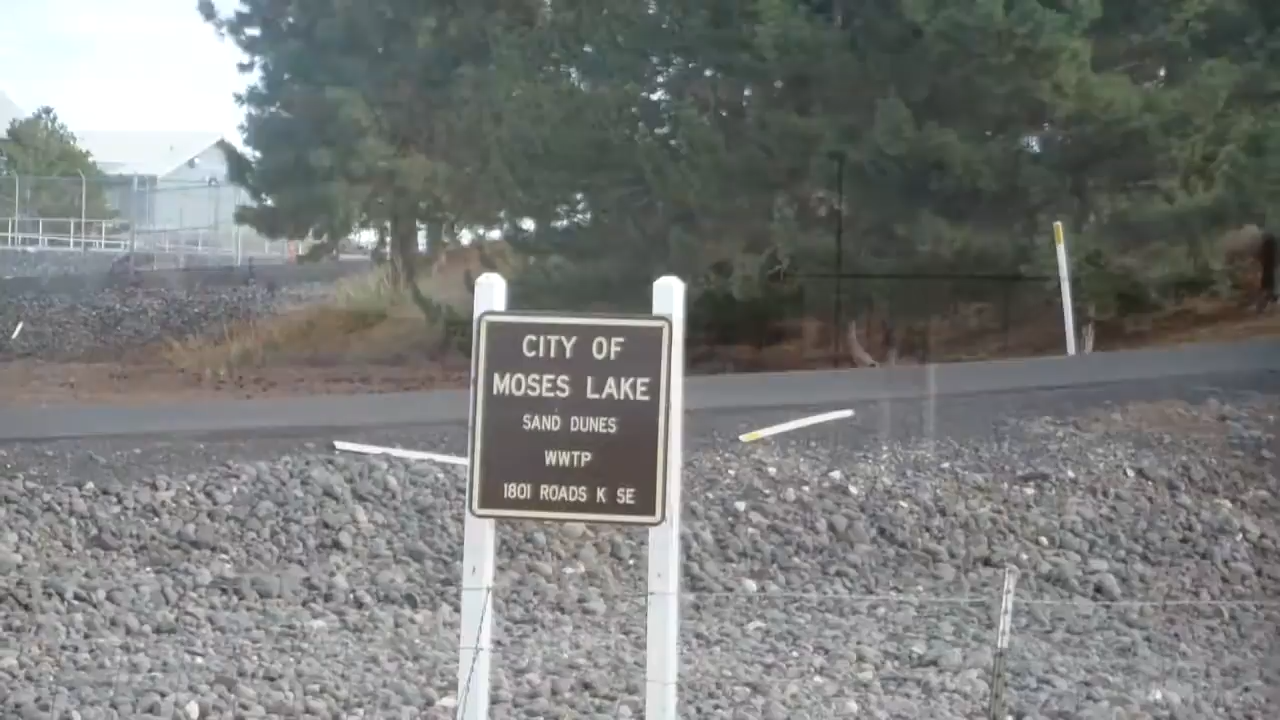 CITY OF
MOSES LAKE
SAND DUNES
WWTP
1801 ROADS K SE